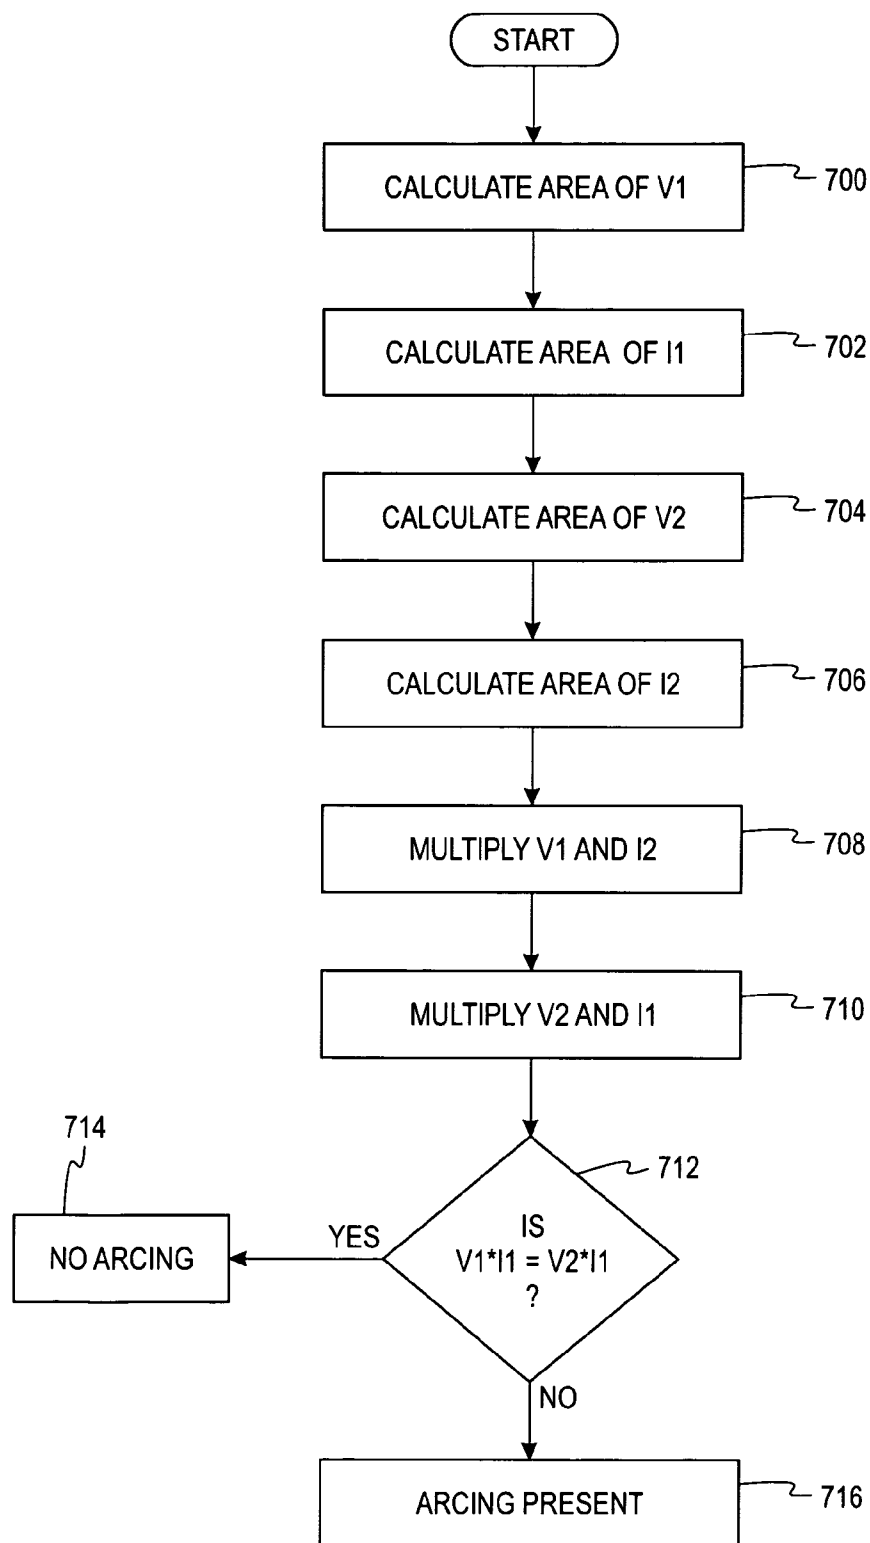 START
CALCULATE AREA OF V1
700
CALCULATE AREA OF I1
702
CALCULATE AREA OF V2
704
CALCULATE AREA OF I2
706
MULTIPLY V1 AND I2
708
MULTIPLY V2 AND I1
710
714
712
NO ARCING
YES
IS
V1*I1 = V2*I1
?
NO
ARCING PRESENT
716